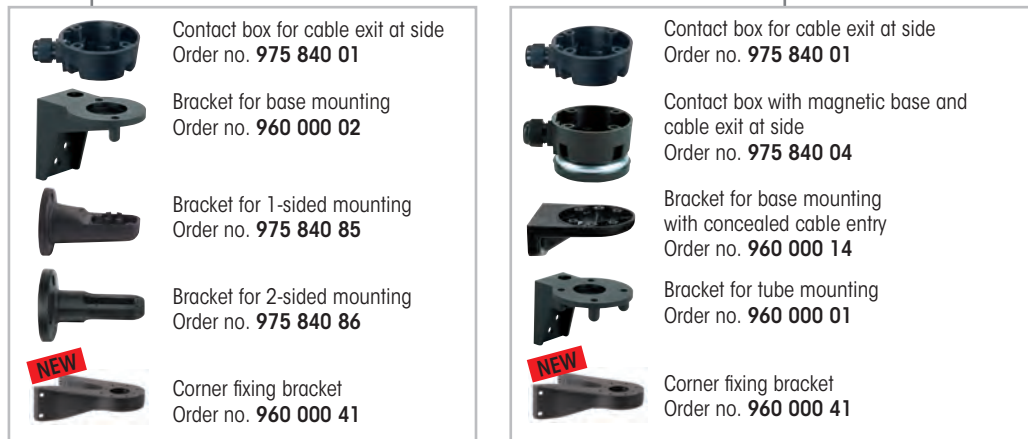 Contact box for cable exit at side
Order no. 975 840 01
Bracket for base mounting
Order no. 960 000 02
Bracket for 1-sided mounting
Order no. 975 840 85
Bracket for 2-sided mounting
Order no. 975 840 86
NEW
Corner fixing bracket
Order no. 960 000 41
Contact box for cable exit at side
Order no. 975 840 01
Contact box with magnetic base and
cable exit at side
Order no. 975 840 04
Bracket for base mounting
with concealed cable entry
Order no. 960 000 14
Bracket for tube mounting
Order no. 960 000 01
NEW
Corner fixing bracket
Order no. 960 000 41